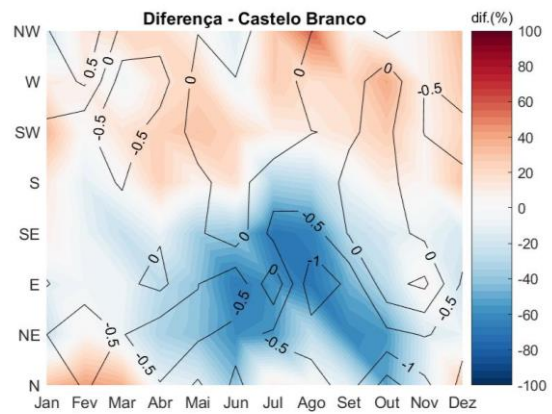 Diferença - Castelo Branco
dif.(%)
NW
W
SW
S
SE
E
NE
N
Jan Fev Mar Abr Mai Jun Jul Ago Set Out Nov Dez
100
80
60
40
20
0
-20
-40
-60
-80
-100
0.5
0
0
0
-0.5
-0.5
-0.5
0
-0.5
0
0
0
-1
-0.5
-0.5
-0.5
-0.5
-0.5
-1